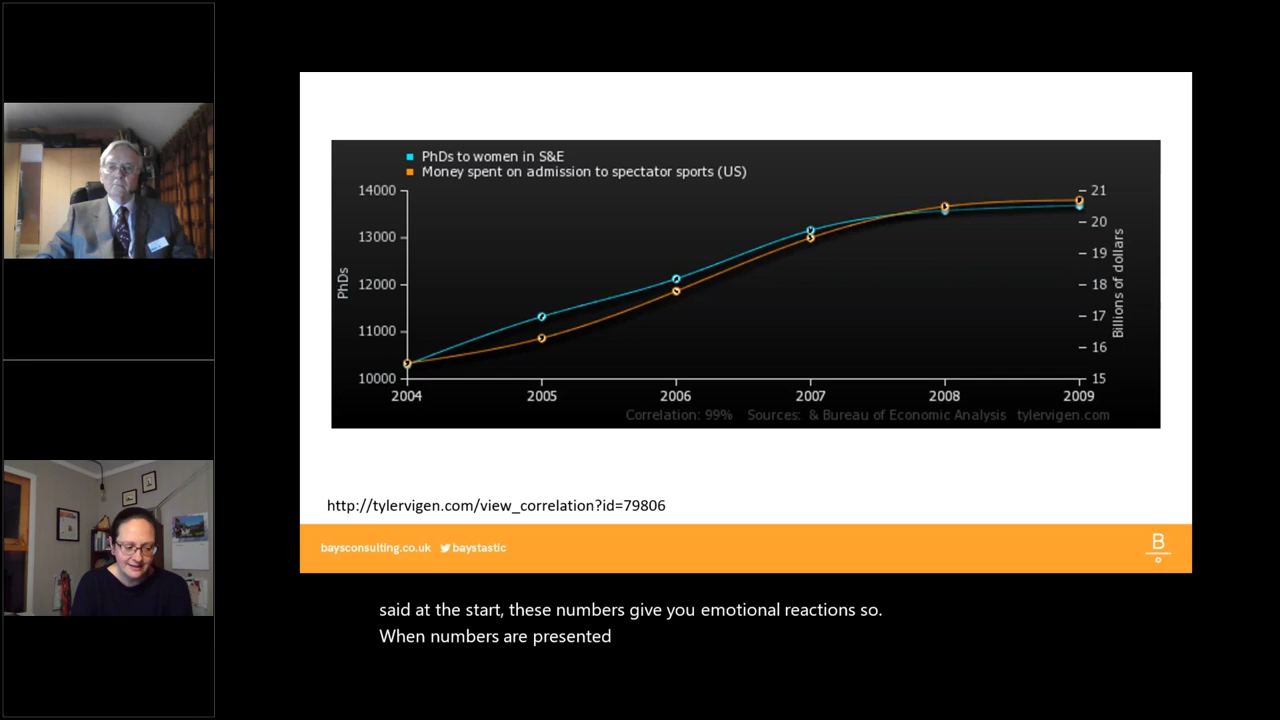 PhDs to women in S&E
Money spent on admission to spectator sports (US)
14000
13000
12000
11000
10000
PhDs
21
20
19
18
17
16
15
Billions of dollars
2004 2005 2006 2007 2008 2009
Correlation: 99% Sources: & Bureau of Economic Analysis tylervigen.com
http://tylervigen.com/view_correlation?id=79806
baysconsulting.co.uk baystastic
B
said at the start, these numbers give you emotional reactions so.
When numbers are presented